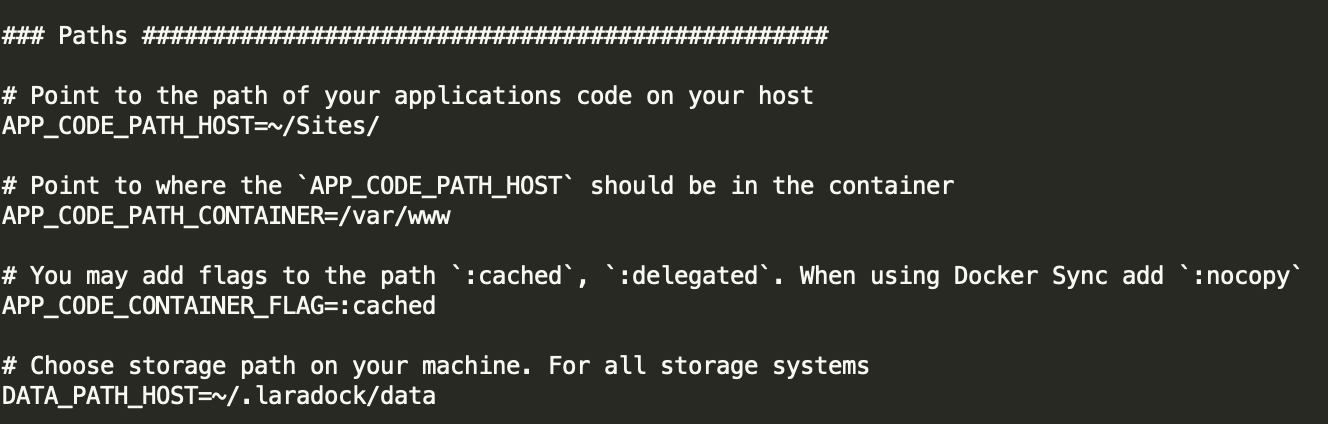 ### Paths #################################################
# Point to the path of your applications code on your host
APP_CODE_PATH_HOST=~/Sites/
# Point to where the `APP_CODE_PATH_HOST` should be in the container
APP_CODE_PATH_CONTAINER=/var/www
# You may add flags to the path `:cached`, `:delegated`. When using Docker Sync add `:nocopy`
APP_CODE_CONTAINER_FLAG=:cached
# Choose storage path on your machine. For all storage systems
DATA_PATH_HOST=~/.laradock/data